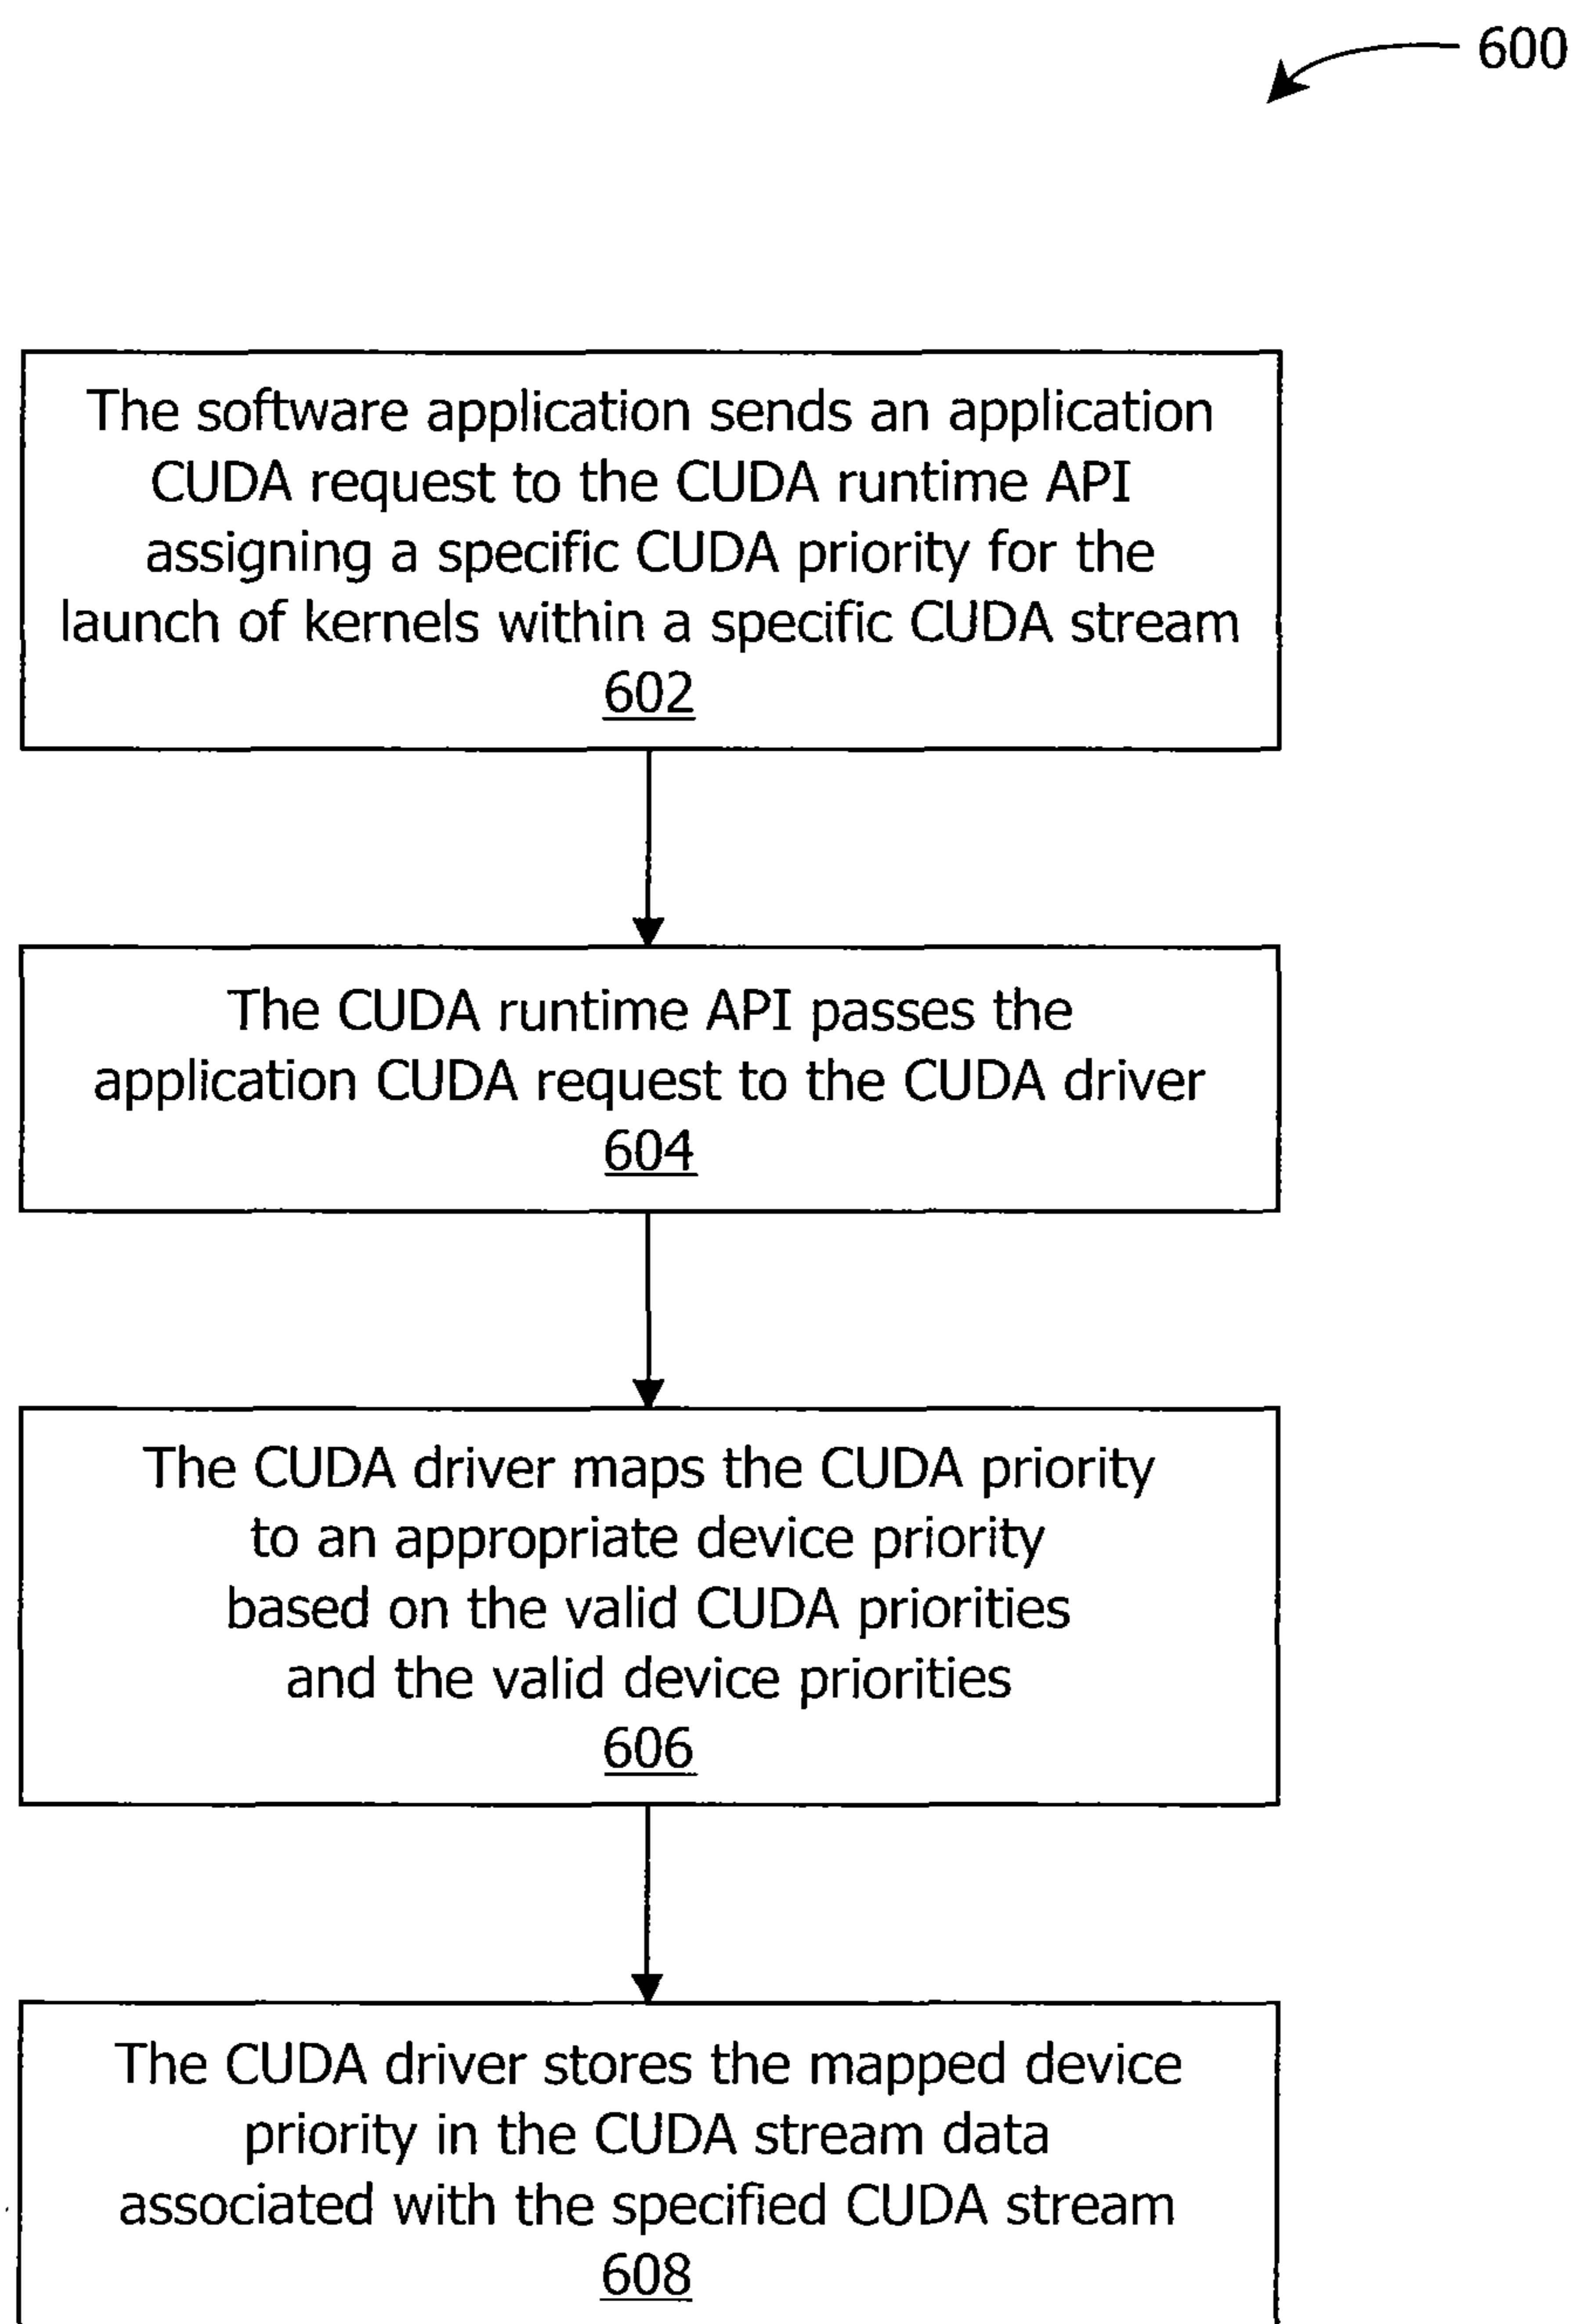 600
The software application sends an application
CUDA request to the CUDA runtime API
assigning a specific CUDA priority for the
launch of kernels within a specific CUDA stream
602
The CUDA runtime API passes the
application CUDA request to the CUDA driver
604
The CUDA driver maps the CUDA priority
to an appropriate device priority
based on the valid CUDA priorities
and the valid device priorities
606
The CUDA driver stores the mapped device
priority in the CUDA stream data
associated with the specified CUDA stream
608